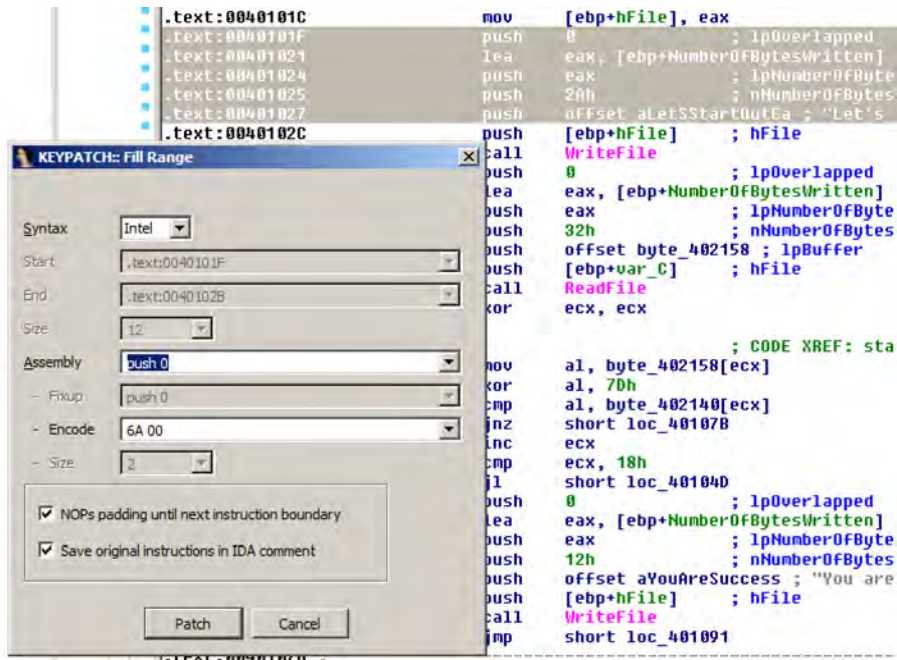 .text:0040101C mov [ebp+hFile], eax
.text:0040101F push 0 ; lpOverlapped
.text:00401021 lea eax, [ebp+NumberOfBytesWritten]
.text:00401024 push eax ; lpNumberOfByte
.text:00401025 push 2Ah ; nNumberOfBytes
.text:00401027 push offset aLetSStartOutEa ; "Let's
.text:0040102C push [ebp+hFile] ; hFile
call WriteFile
push 0 ; lpOverlapped
lea eax, [ebp+NumberOfBytesWritten]
push eax ; lpNumberOfByte
push 32h ; nNumberOfBytes
push offset byte_402158 ; lpBuffer
push [ebp+var_C] ; hFile
call ReadFile
xor ecx, ecx
; CODE XREF: sta
mov al, byte_402158[ecx]
xor al, 7Dh
cmp al, byte_402140[ecx]
jnz short loc_40107B
inc ecx
cmp ecx, 18h
jl short loc_40104D
push 0 ; lpOverlapped
lea eax, [ebp+NumberOfBytesWritten]
push eax ; lpNumberOfByte
push 12h ; nNumberOfBytes
push offset aYouAreSuccess ; "You are
push [ebp+hFile] ; hFile
call WriteFile
jmp short loc_401091
KEYPATCH:: Fill Range
Syntax Intel
Start .text:0040101F
End .text:0040102B
Size 12
Assembly push 0
- Fixup push 0
- Encode 6A 00
- Size 2
NOPs padding until next instruction boundary
Save original instructions in IDA comment
Patch Cancel